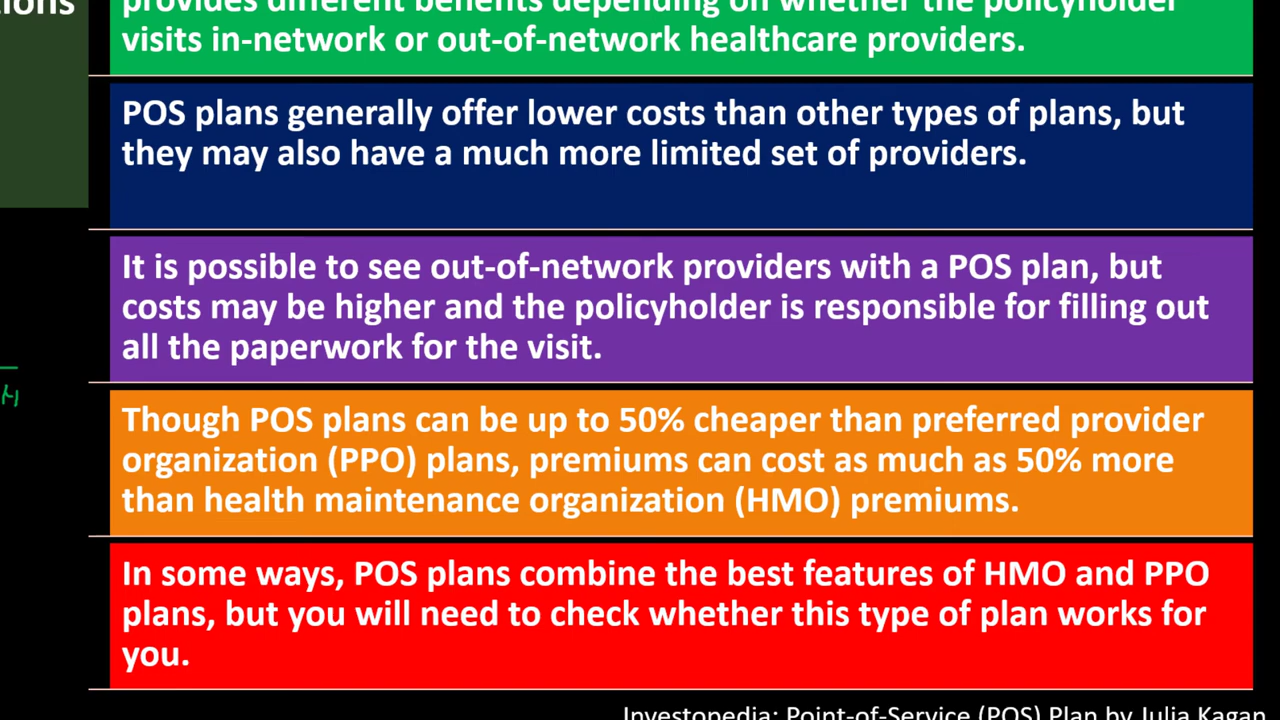 provides different benefits depending on whether the policyholder
visits in-network or out-of-network healthcare providers.
POS plans generally offer lower costs than other types of plans, but
they may also have a much more limited set of providers.
It is possible to see out-of-network providers with a POS plan, but
costs may be higher and the policyholder is responsible for filling out
all the paperwork for the visit.
Though POS plans can be up to 50% cheaper than preferred provider
organization (PPO) plans, premiums can cost as much as 50% more
than health maintenance organization (HMO) premiums.
In some ways, POS plans combine the best features of HMO and PPO
plans, but you will need to check whether this type of plan works for
you.
Investopedia: Point-of-Service (POS) Plan by Julia Kagan